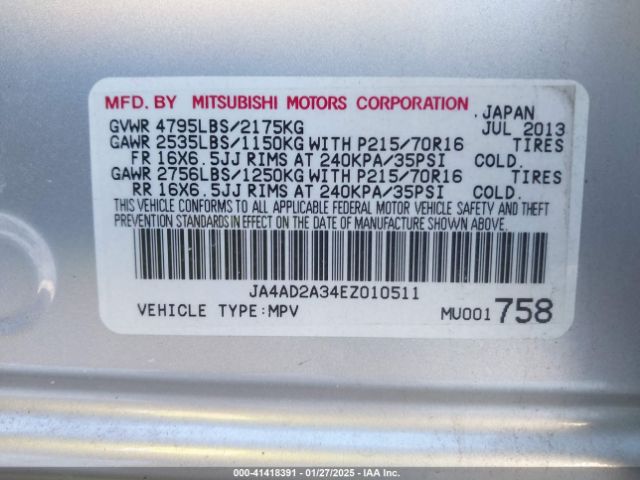 MFD. BY MITSUBISHI MOTORS CORPORATION JAPAN
GVWR 4795LBS/2175KG JUL 2013
GAWR 2535LBS/1150KG WITH P215/70R16 TIRES
FR 16X6.5JJ RIMS AT 240KPA/35PSI COLD.
GAWR 2756LBS/1250KG WITH P215/70R16 TIRES
RR 16X6.5JJ RIMS AT 240KPA/35PSI COLD.
THIS VEHICLE CONFORMS TO ALL APPLICABLE FEDERAL MOTOR VEHICLE SAFETY AND THEFT
PREVENTION STANDARDS IN EFFECT ON THE DATE OF MANUFACTURE SHOWN ABOVE.
JA4AD2A34EZ010511
VEHICLE TYPE:MPV MU001758
000-41418391 - 01/27/2025 - IAA Inc.